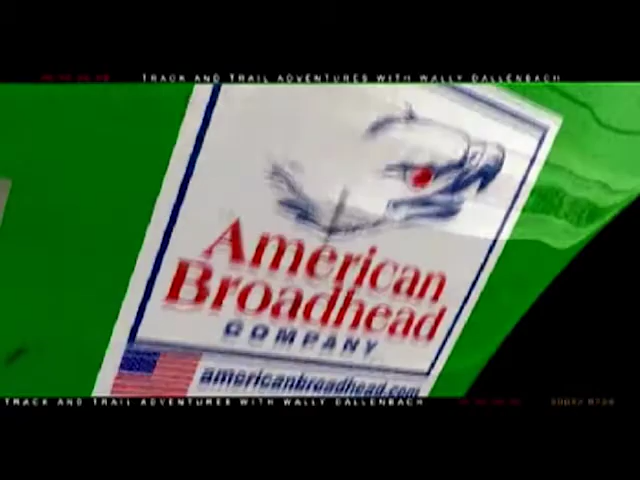 TRACK AND TRAIL ADVENTURES WITH WALLY DALLENBACH
American
Broadhead
COMPANY
americanbroadhead.com
TRACK AND TRAIL ADVENTURES WITH WALLY DALLENBACH